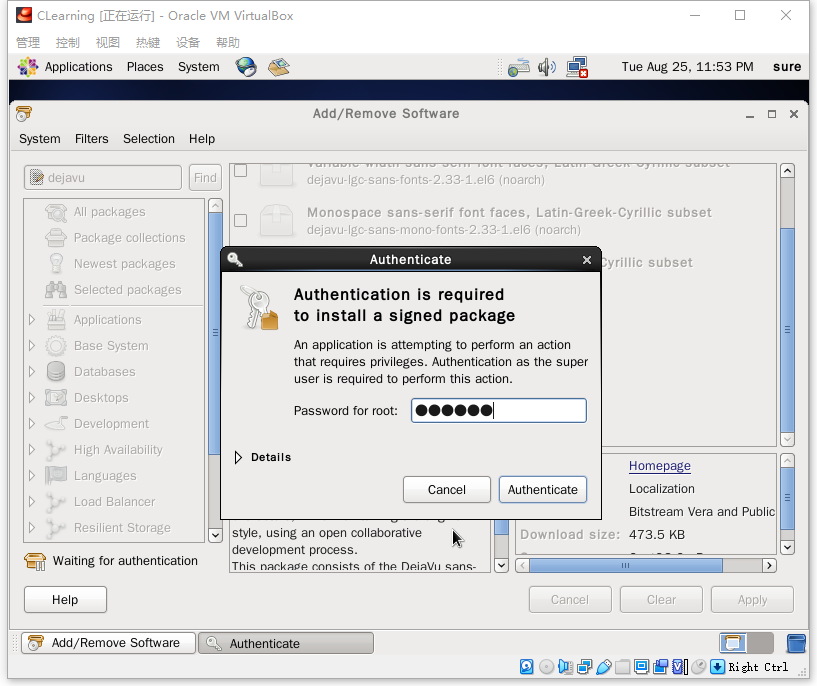 CLearning [正在运行] - Oracle VM VirtualBox
管理 控制 视图 热键 设备 帮助
Applications Places System Tue Aug 25, 11:53 PM sure
Add/Remove Software
System Filters Selection Help
dejavu Find
Variable-width sans-serif font faces, Latin-Greek-Cyrillic subset
dejavu-lgc-sans-fonts-2.33-1.el6 (noarch)
Monospace sans-serif font faces, Latin-Greek-Cyrillic subset
dejavu-lgc-sans-mono-fonts-2.33-1.el6 (noarch)
Cyrillic subset
All packages
Package collections
Newest packages
Selected packages
Applications
Base System
Databases
Desktops
Development
High Availability
Languages
Load Balancer
Resilient Storage
Authenticate
Authentication is required
to install a signed package
An application is attempting to perform an action
that requires privileges. Authentication as the super
user is required to perform this action.
Password for root: ●●●●●●
Details
Cancel Authenticate
style, using an open collaborative
development process.
This package consists of the DejaVu sans-
Homepage
Localization
Bitstream Vera and Public
Download size: 473.5 KB
Waiting for authentication
Help Cancel Clear Apply
Add/Remove Software Authenticate
Right Ctrl